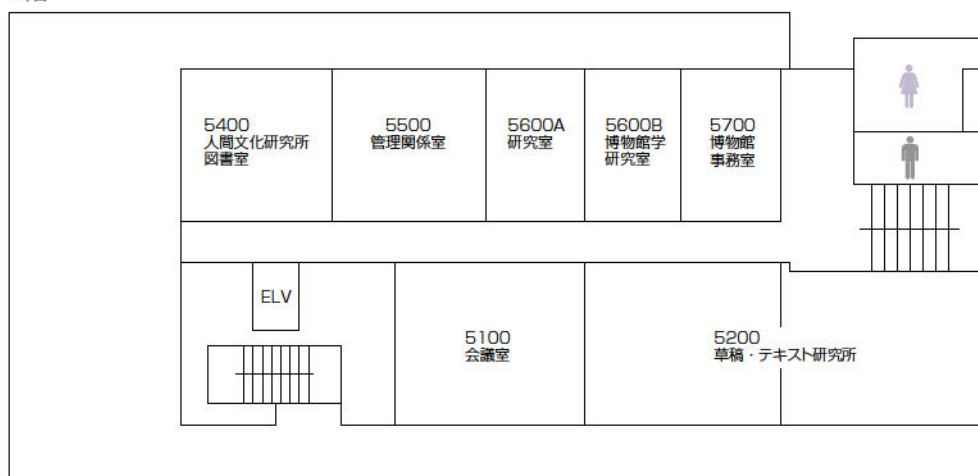 5400
人間文化研究所
図書室
5500
管理関係室
5600A
研究室
5600B
博物館学
研究室
5700
博物館
事務室
ELV
5100
会議室
5200
草稿・テキスト研究所